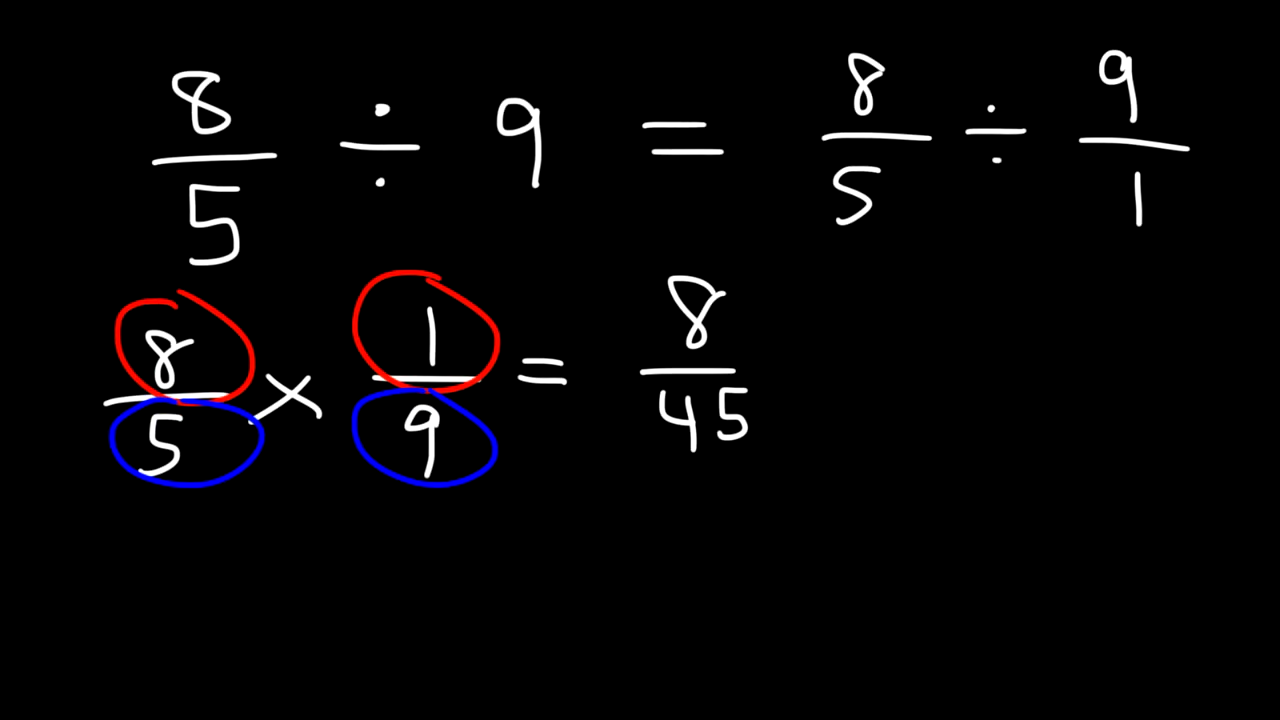 8/5 ÷ 9 = 8/5 ÷ 9/1
8/5 × 1/9 = 8/45